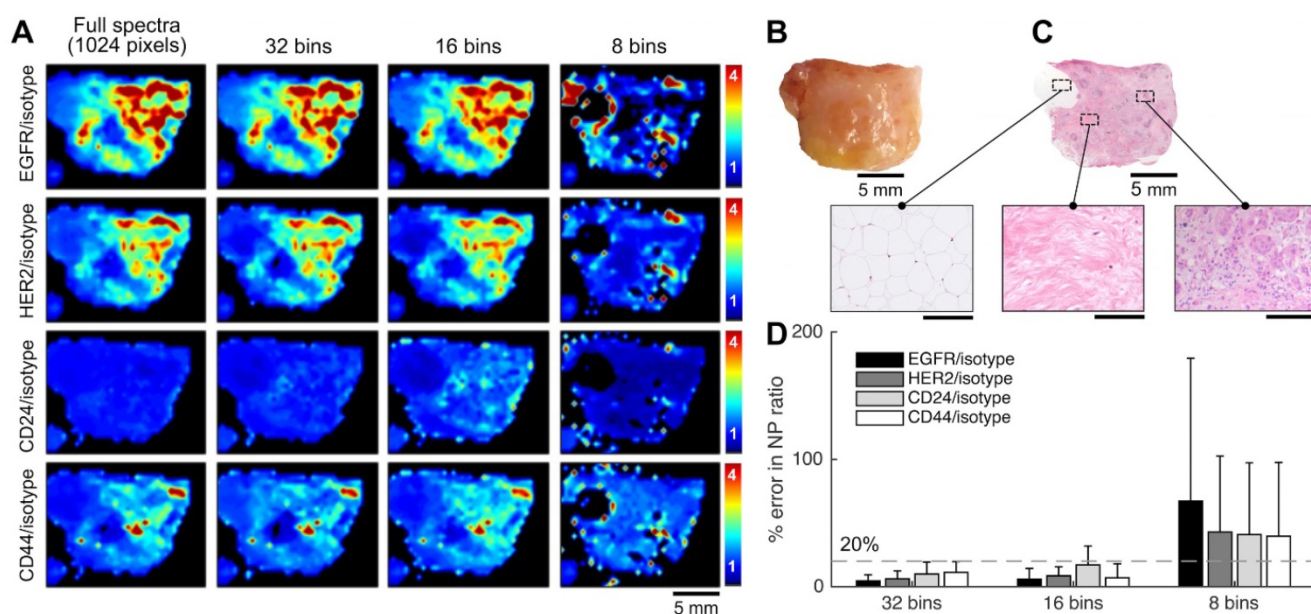 A
Full spectra
(1024 pixels)
32 bins
16 bins
8 bins
EGFR/isotype
4
1
HER2/isotype
4
1
CD24/isotype
4
1
CD44/isotype
4
1
5 mm
B
5 mm
C
5 mm
D
% error in NP ratio
200
100
0
20%
EGFR/isotype
HER2/isotype
CD24/isotype
CD44/isotype
32 bins
16 bins
8 bins